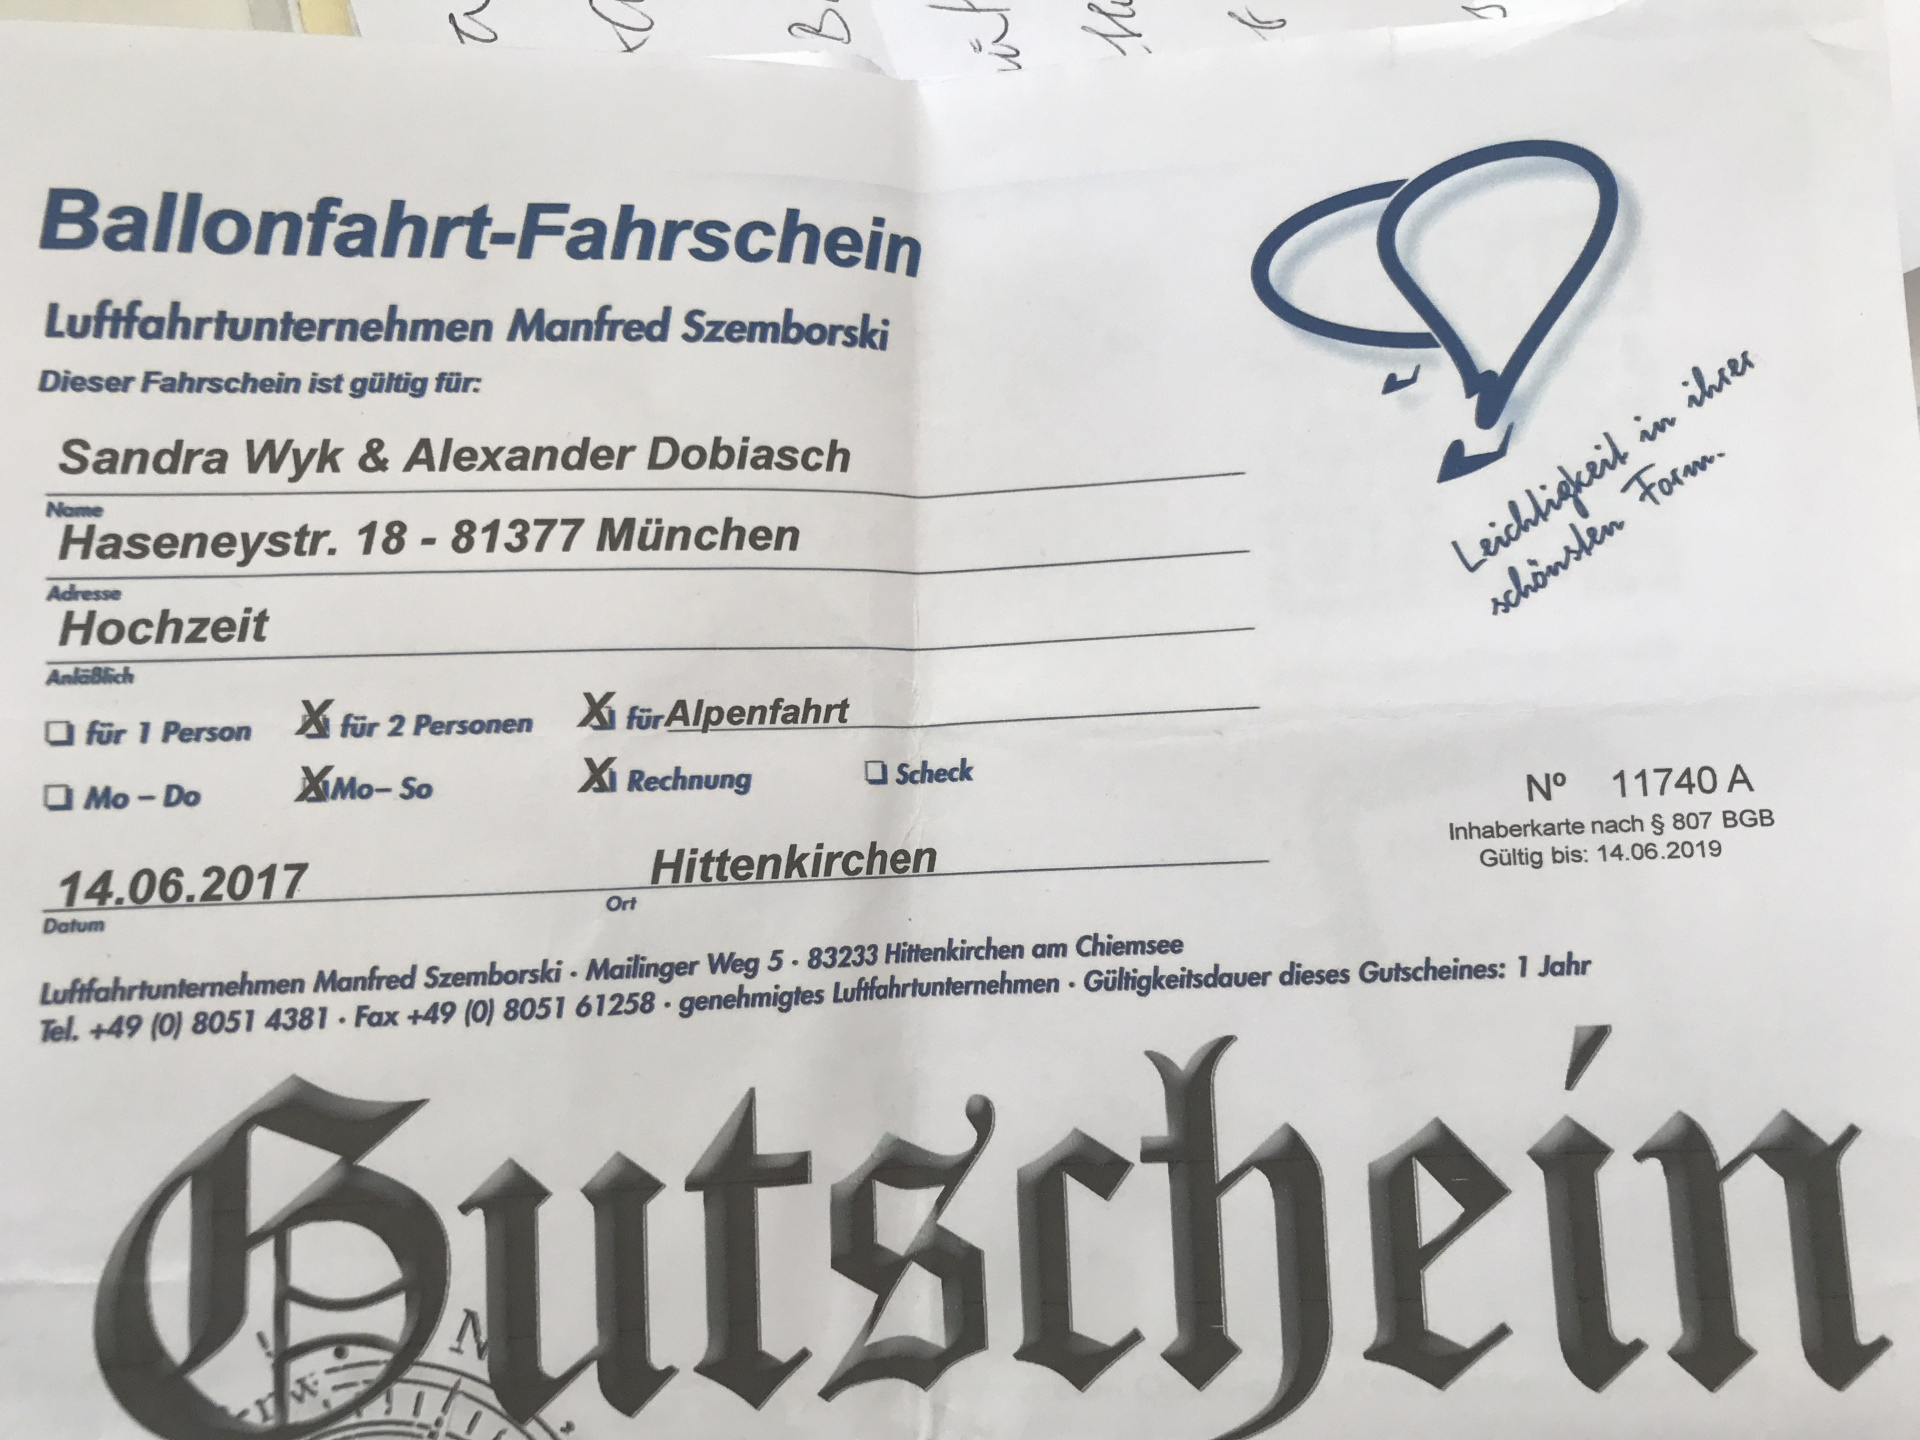 Ballonfahrt-Fahrschein
Luftfahrtunternehmen Manfred Szemborski
Dieser Fahrschein ist gültig für:
Sandra Wyk & Alexander Dobiasch
Name
Haseneystr. 18 - 81377 München
Adresse
Hochzeit
Anläßlich
für 1 Person X für 2 Personen X für Alpenfahrt
Mo – Do X Mo– So X Rechnung Scheck
14.06.2017 Hittenkirchen
Datum Ort
Leichtigkeit in ihrer
schönsten Form.
Nº 11740 A
Inhaberkarte nach § 807 BGB
Gültig bis: 14.06.2019
Luftfahrtunternehmen Manfred Szemborski · Mailinger Weg 5 · 83233 Hittenkirchen am Chiemsee
Tel. +49 (0) 8051 4381 · Fax +49 (0) 8051 61258 · genehmigtes Luftfahrtunternehmen · Gültigkeitsdauer dieses Gutscheines: 1 Jahr
Gutschein
N